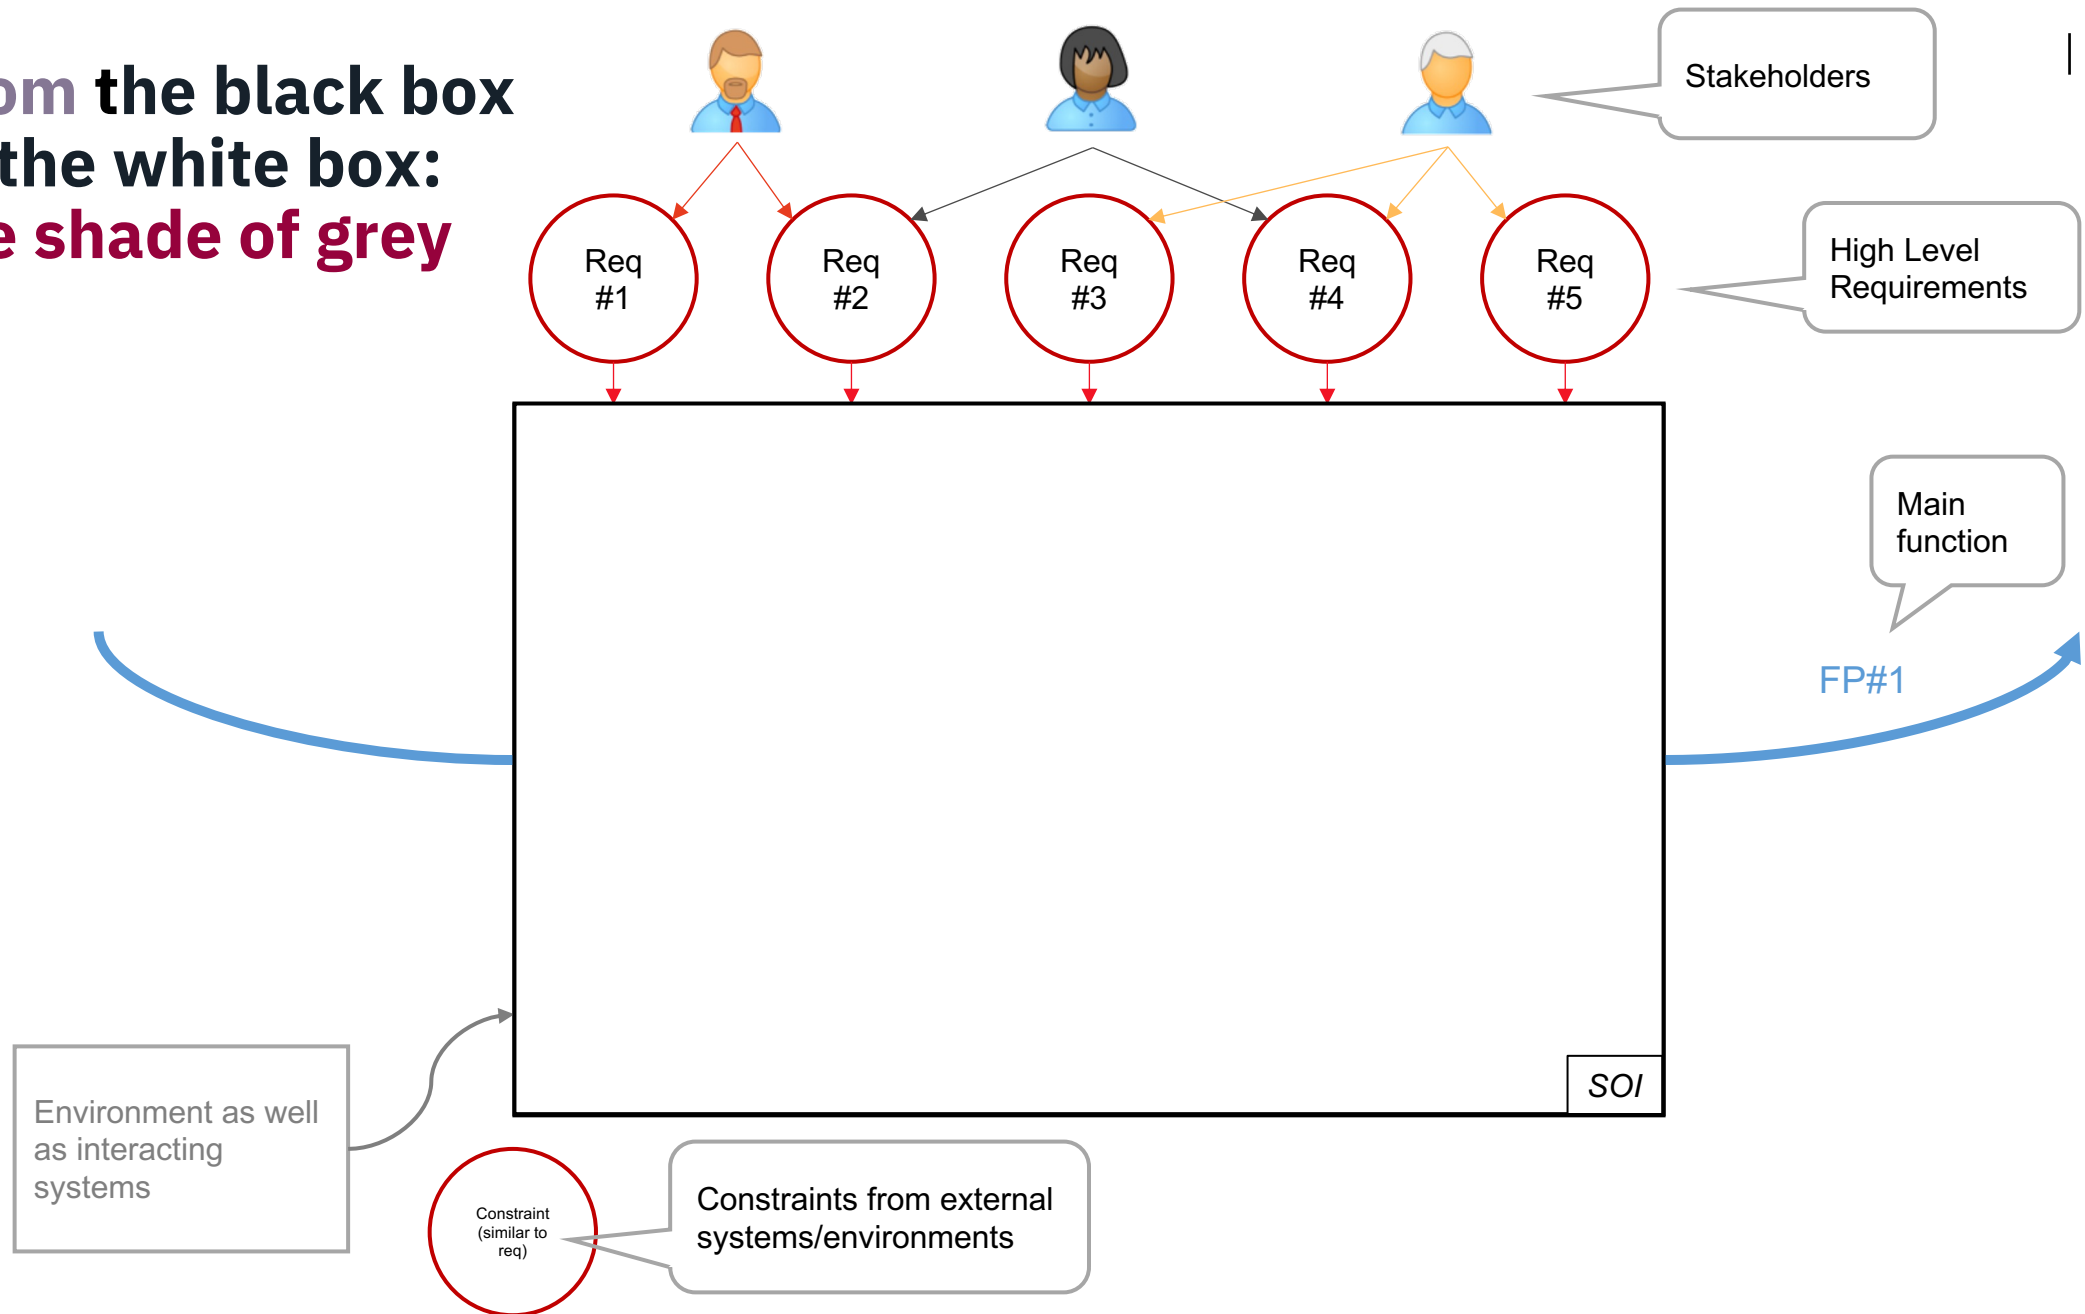 om the black box
the white box:
e shade of grey
Stakeholders
|
Req
#1
Req
#2
Req
#3
Req
#4
Req
#5
High Level
Requirements
Main
function
FP#1
SOI
Environment as well
as interacting
systems
Constraint
(similar to
req)
Constraints from external
systems/environments